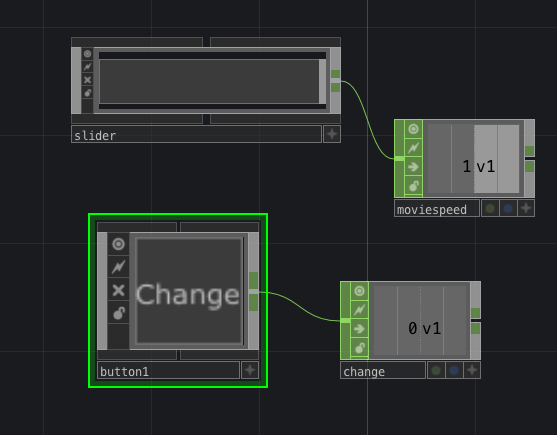 slider
1 v1
moviespeed
Change
button1
0 v1
change